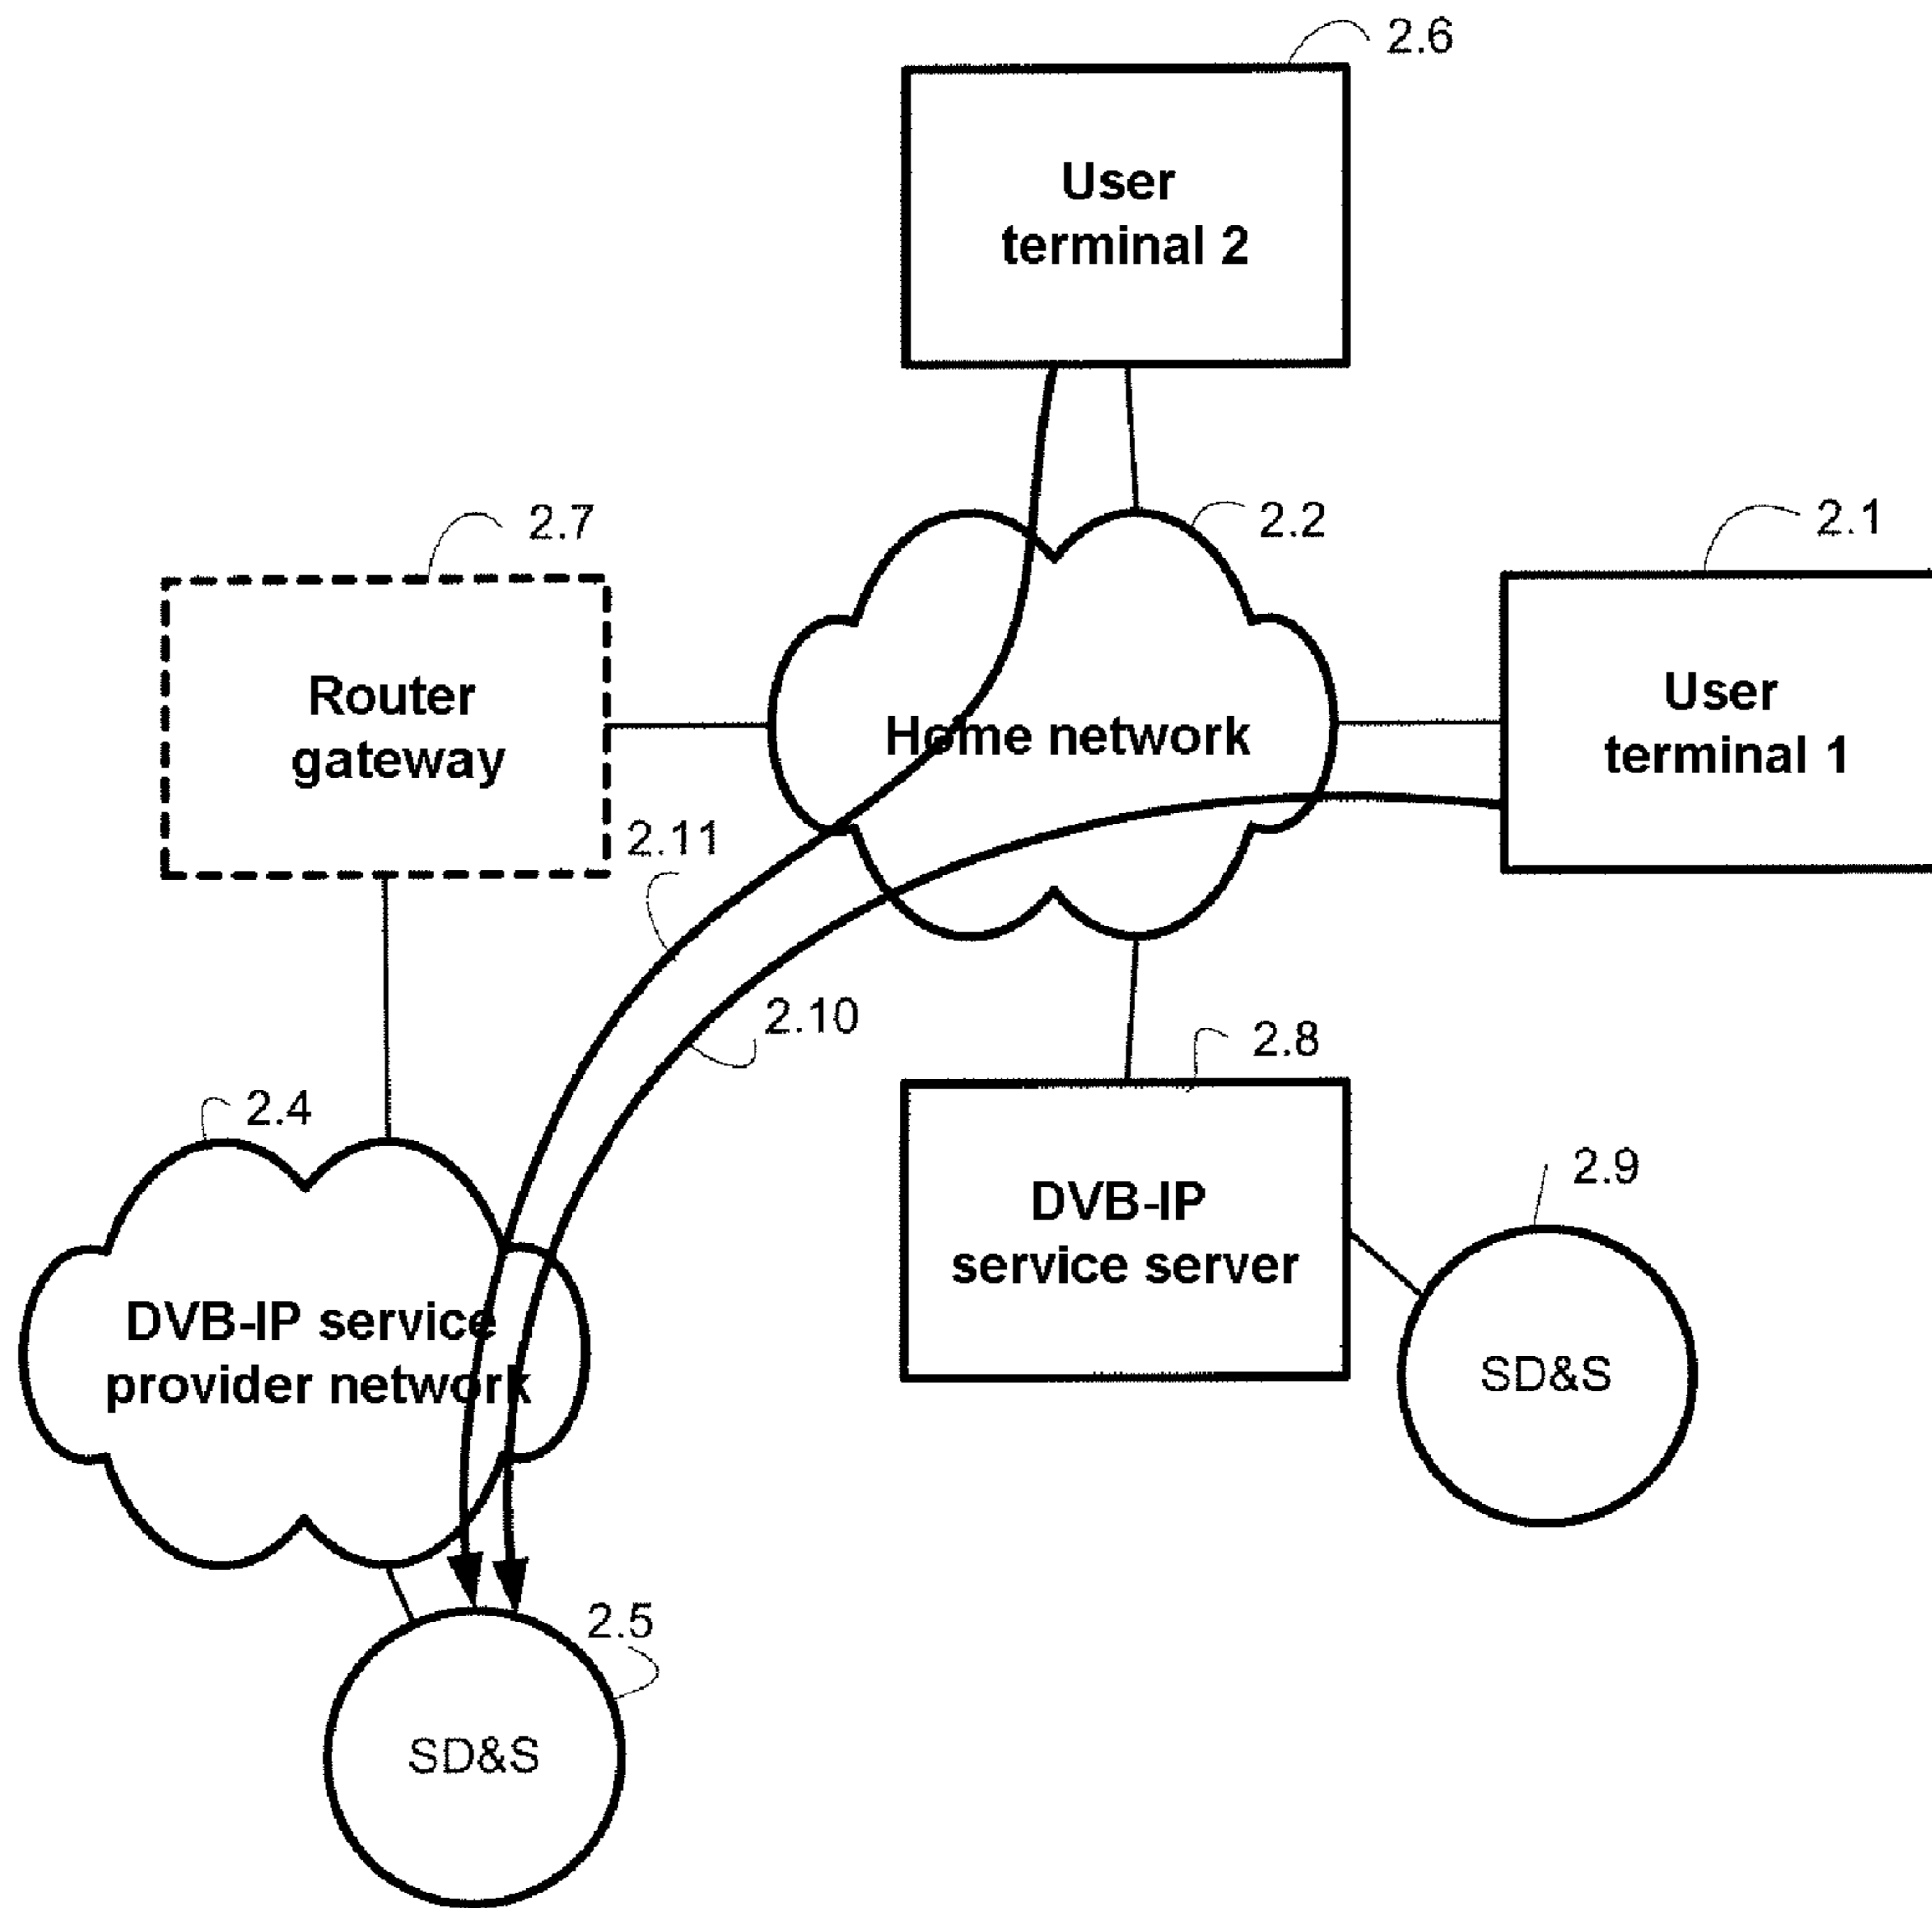 2.6
User
terminal 2
2.7
2.2
2.1
Router
gateway
Home network
User
terminal 1
2.11
2.10
2.8
2.4
2.9
DVB-IP
service server
DVB-IP service
provider network
SD&S
2.5
SD&S